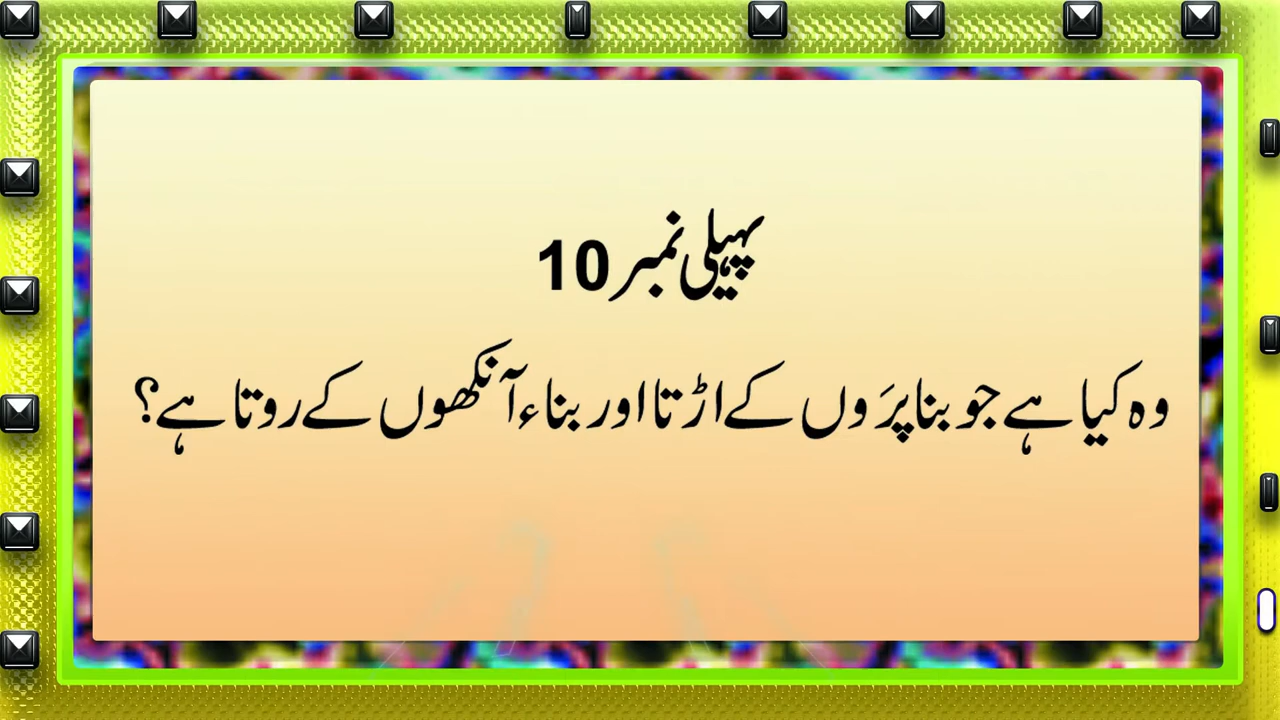 پہیلی نمبر 10
وہ کیا ہے جو بنا پَروں کے اڑتا اور بناء آنکھوں کے روتا ہے؟